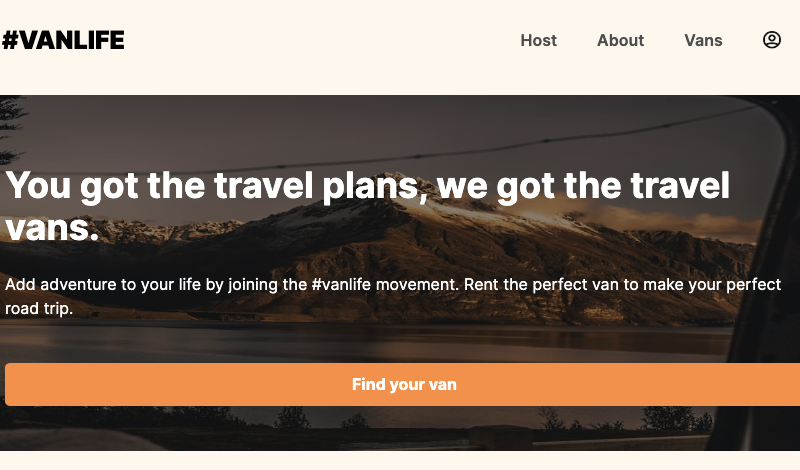 #VANLIFE
Host
About
Vans
You got the travel plans, we got the travel
vans.
Add adventure to your life by joining the #vanlife movement. Rent the perfect van to make your perfect
road trip.
Find your van